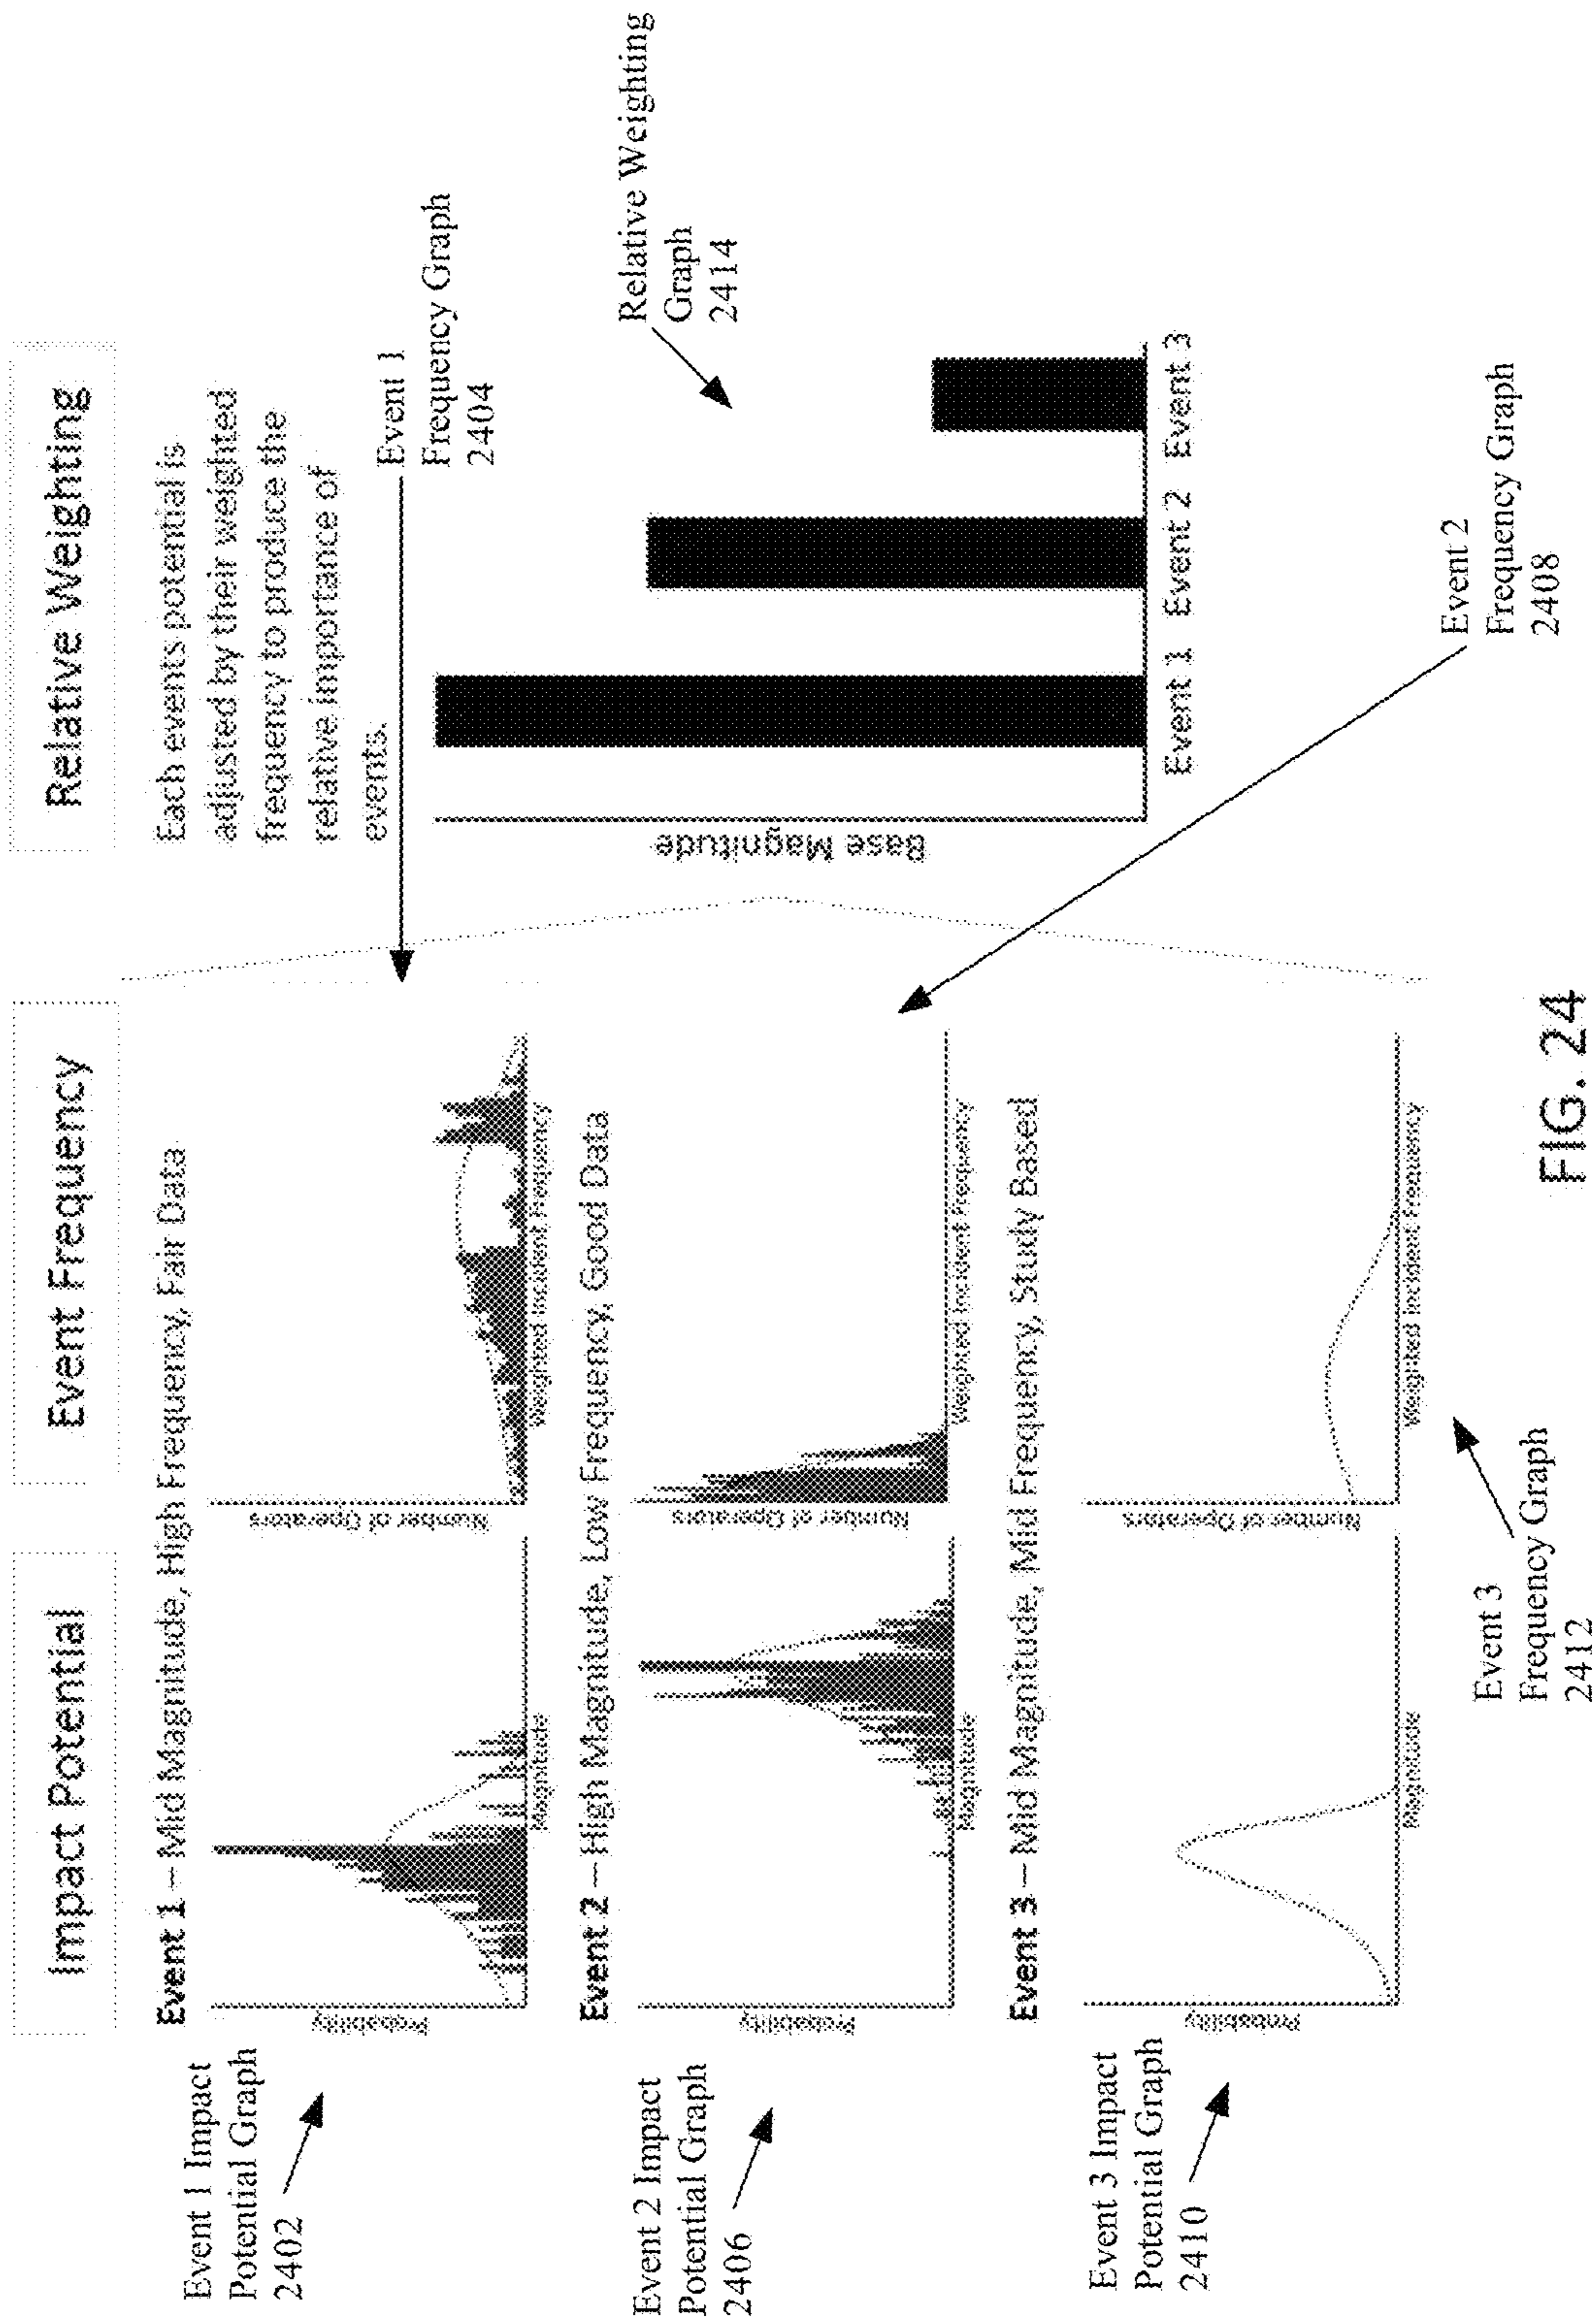 Impact Potential
Event Frequency
Relative Weighting
Event 1 Impact
Potential Graph
2402
Event 1 – Mid Magnitude, High Frequency, Fair Data
Probability
Magnitude
Number of Operators
Weighted Incident Frequency
Each events potential is
adjusted by their weighted
frequency to produce the
relative importance of
events.
Event 1
Frequency Graph
2404
Event 2 Impact
Potential Graph
2406
Event 2 – High Magnitude, Low Frequency, Good Data
Probability
Magnitude
Number of Operators
Weighted Incident Frequency
Base Magnitude
Event 1 Event 2 Event 3
Relative Weighting
Graph
2414
Event 3 Impact
Potential Graph
2410
Event 3 – Mid Magnitude, Mid Frequency, Study Based
Probability
Magnitude
Number of Operators
Weighted Incident Frequency
Event 3
Frequency Graph
2412
Event 2
Frequency Graph
2408
FIG. 24